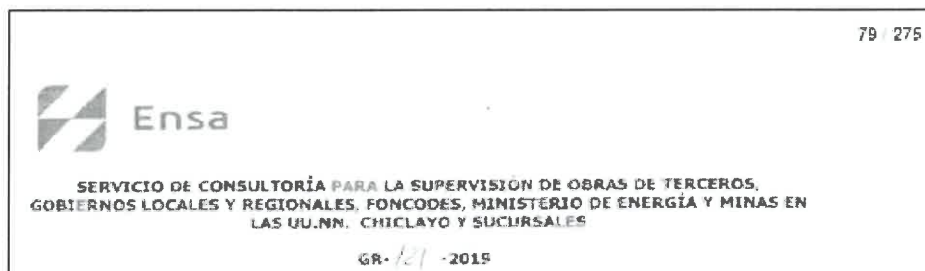 79 / 275
Ensa
SERVICIO DE CONSULTORÍA PARA LA SUPERVISIÓN DE OBRAS DE TERCEROS,
GOBIERNOS LOCALES Y REGIONALES, FONCODES, MINISTERIO DE ENERGÍA Y MINAS EN
LAS UU.NN. CHICLAYO Y SUCURSALES
GR- 121 -2015